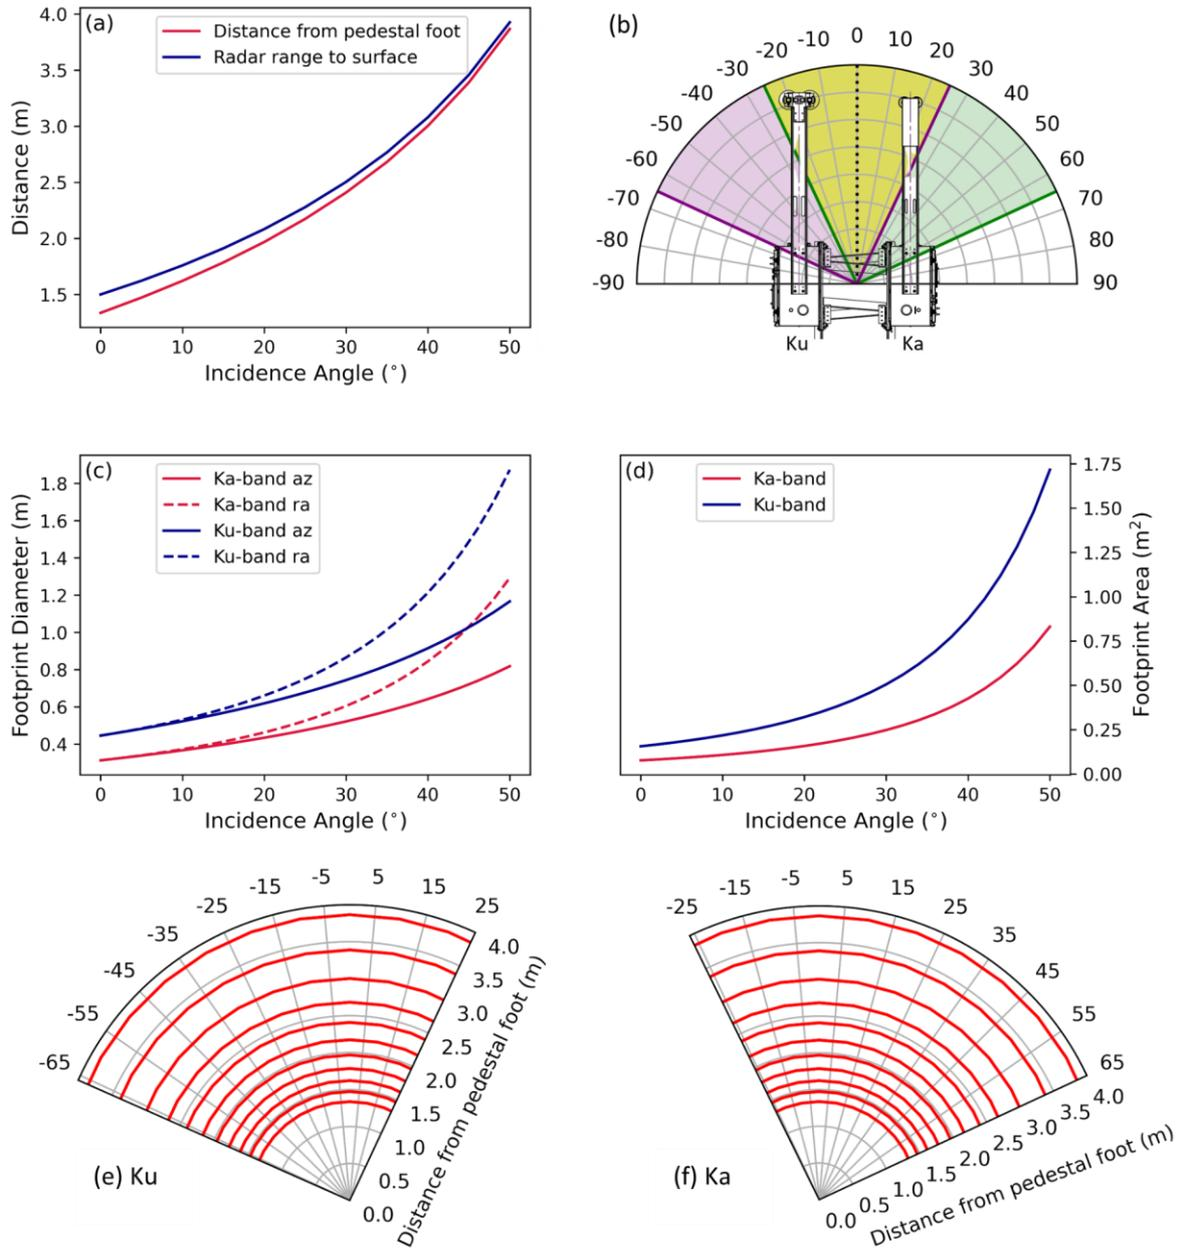 (a)
Distance from pedestal foot
Radar range to surface
4.0
3.5
3.0
2.5
2.0
1.5
Distance (m)
0 10 20 30 40 50
Incidence Angle (°)
(b)
-90 -80 -70 -60 -50 -40 -30 -20 -10 0 10 20 30 40 50 60 70 80 90
Ku Ka
(c)
Ka-band az
Ka-band ra
Ku-band az
Ku-band ra
1.8
1.6
1.4
1.2
1.0
0.8
0.6
0.4
Footprint Diameter (m)
0 10 20 30 40 50
Incidence Angle (°)
(d)
Ka-band
Ku-band
1.75
1.50
1.25
1.00
0.75
0.50
0.25
0.00
Footprint Area (m²)
0 10 20 30 40 50
Incidence Angle (°)
-65 -55 -45 -35 -25 -15 -5 5 15 25
4.0
3.5
3.0
2.5
2.0
1.5
1.0
0.5
0.0
Distance from pedestal foot (m)
(e) Ku
-25 -15 -5 5 15 25 35 45 55 65
4.0
3.5
3.0
2.5
2.0
1.5
1.0
0.5
0.0
Distance from pedestal foot (m)
(f) Ka